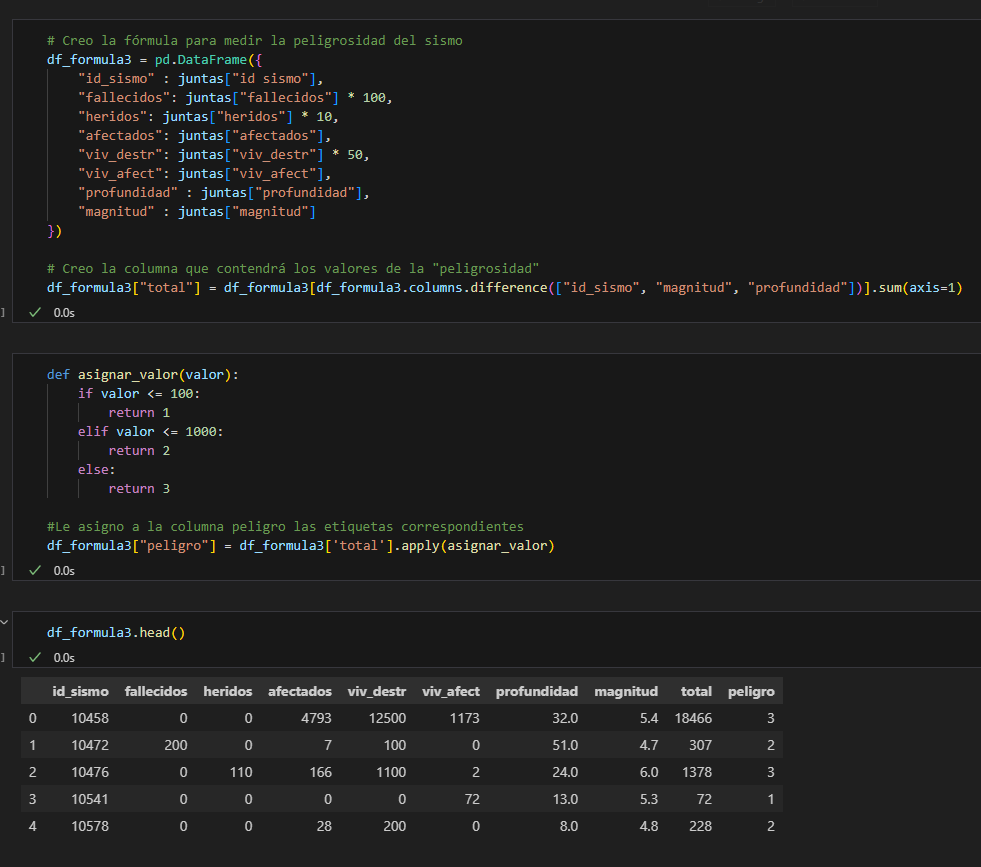 # Creo la fórmula para medir la peligrosidad del sismo
df_formula3 = pd.DataFrame({
    "id_sismo" : juntas["id sismo"],
    "fallecidos": juntas["fallecidos"] * 100,
    "heridos": juntas["heridos"] * 10,
    "afectados": juntas["afectados"],
    "viv_destr": juntas["viv_destr"] * 50,
    "viv_afect": juntas["viv_afect"],
    "profundidad" : juntas["profundidad"],
    "magnitud" : juntas["magnitud"]
})
# Creo la columna que contendrá los valores de la "peligrosidad"
df_formula3["total"] = df_formula3[df_formula3.columns.difference(["id_sismo", "magnitud", "profundidad"])].sum(axis=1)
] ✓ 0.0s
def asignar_valor(valor):
    if valor <= 100:
        return 1
    elif valor <= 1000:
        return 2
    else:
        return 3
#Le asigno a la columna peligro las etiquetas correspondientes
df_formula3["peligro"] = df_formula3['total'].apply(asignar_valor)
] ✓ 0.0s
df_formula3.head()
] ✓ 0.0s
id_sismo fallecidos heridos afectados viv_destr viv_afect profundidad magnitud total peligro
0 10458 0 0 4793 12500 1173 32.0 5.4 18466 3
1 10472 200 0 7 100 0 51.0 4.7 307 2
2 10476 0 110 166 1100 2 24.0 6.0 1378 3
3 10541 0 0 0 0 72 13.0 5.3 72 1
4 10578 0 0 28 200 0 8.0 4.8 228 2